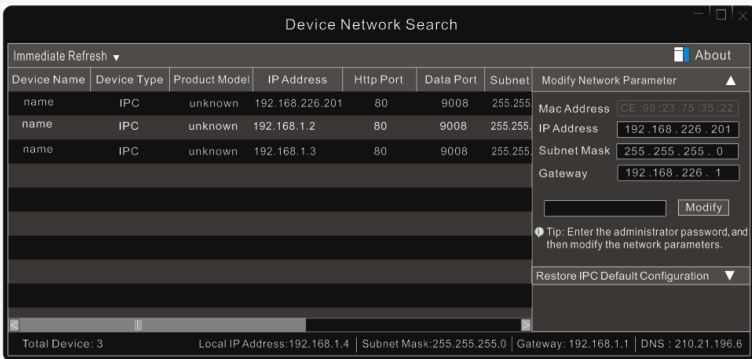 Device Network Search
Immediate Refresh
About
Device Name Device Type Product Model IP Address Http Port Data Port Subnet
name IPC unknown 192.168.226.201 80 9008 255.255
name IPC unknown 192.168.1.2 80 9008 255.255.
name IPC unknown 192.168.1.3 80 9008 255.255.
Modify Network Parameter
Mac Address CE:98:23:75:35:22
IP Address 192.168.226.201
Subnet Mask 255.255.255.0
Gateway 192.168.226.1
Modify
Tip: Enter the administrator password, and
then modify the network parameters.
Restore IPC Default Configuration
Total Device: 3 Local IP Address:192.168.1.4 Subnet Mask:255.255.255.0 Gateway: 192.168.1.1 DNS : 210.21.196.6